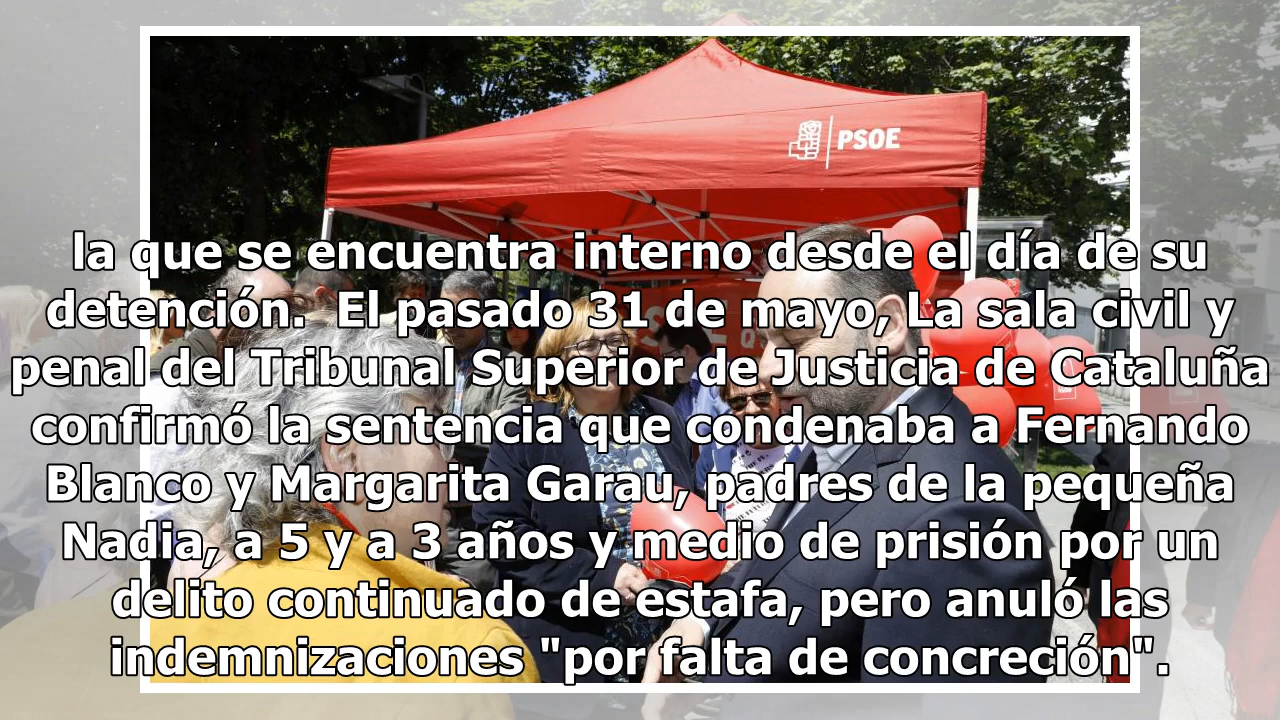 PSOE
la que se encuentra interno desde el día de su
detención.  El pasado 31 de mayo, La sala civil y
penal del Tribunal Superior de Justicia de Cataluña
confirmó la sentencia que condenaba a Fernando
Blanco y Margarita Garau, padres de la pequeña
Nadia, a 5 y a 3 años y medio de prisión por un
delito continuado de estafa, pero anuló las
indemnizaciones "por falta de concreción".